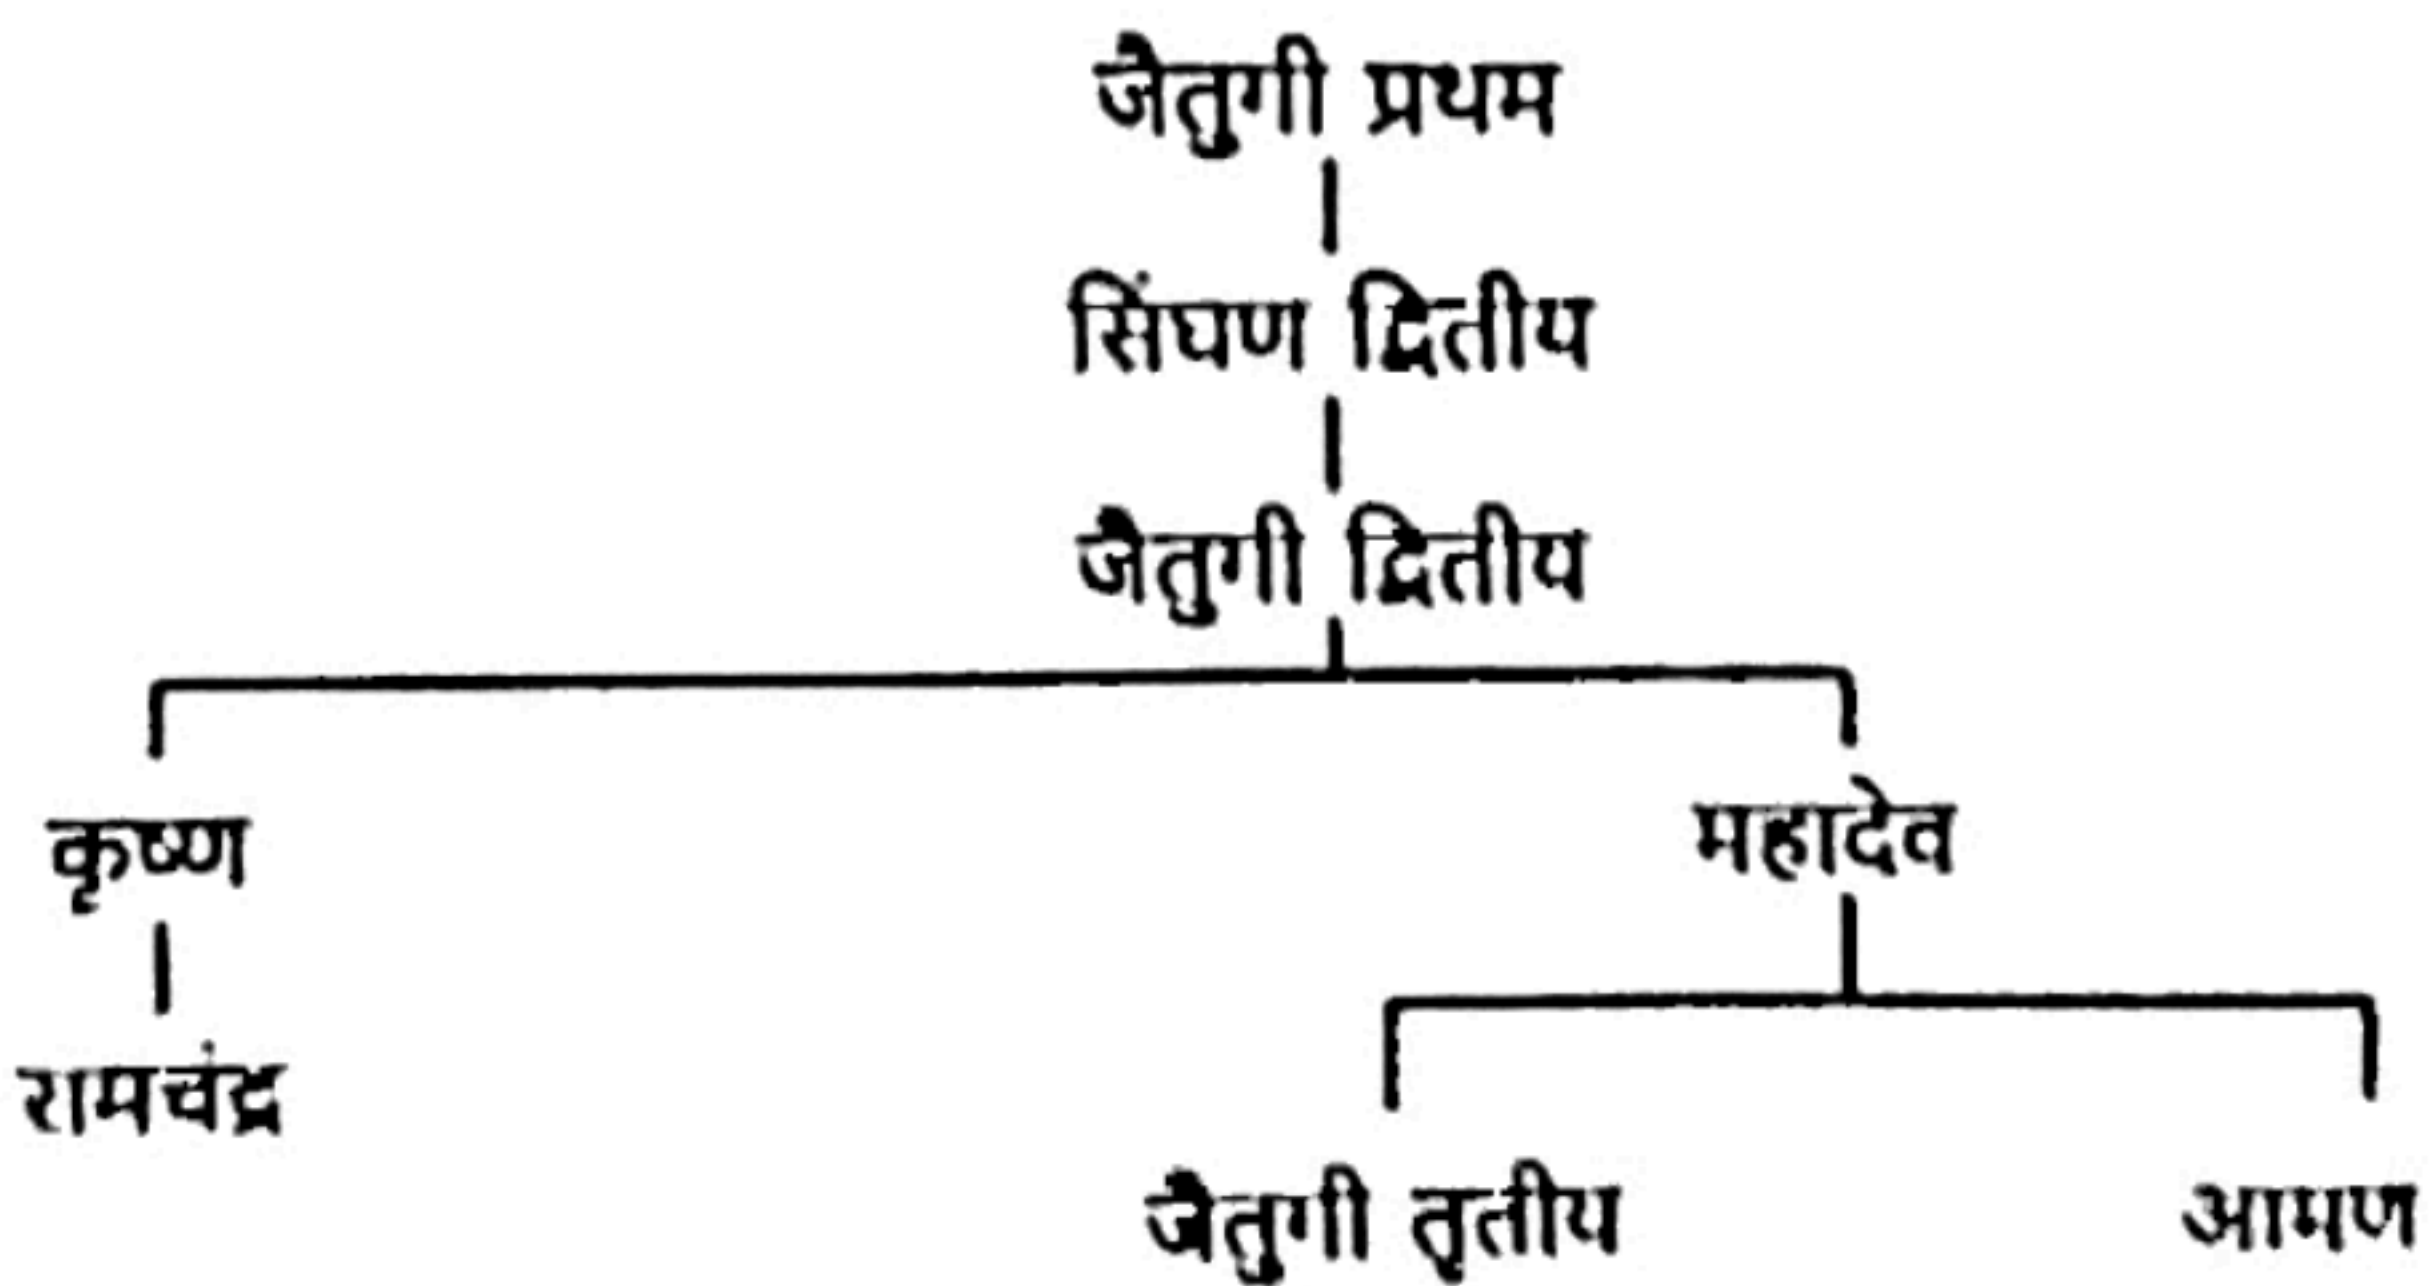 जैतुगी प्रथम
सिंघण द्वितीय
जैतुगी द्वितीय
कृष्ण
महादेव
रामचंद्र
जैतुगी तृतीय
आमण